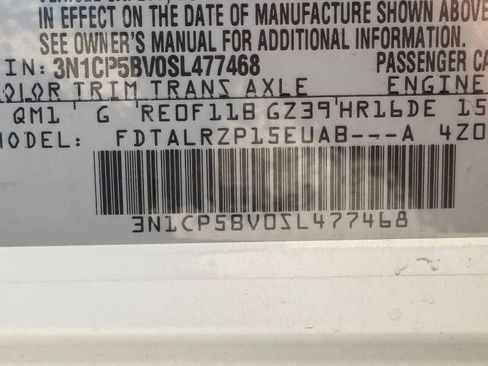 IN EFFECT ON THE DATE OF MANUFACTURE SHOWN ABOVE
SEE OWNER'S MANUAL FOR ADDITIONAL INFORMATION.
IN: 3N1CP5BV0SL477468 PASSENGER CA
OLOR TRIM TRANS AXLE ENGINE
QM1 G RE0F11B GZ39 HR16DE 15
MODEL: FDTALRZP15EUAB---A 4Z0
3N1CP5BV0SL477468